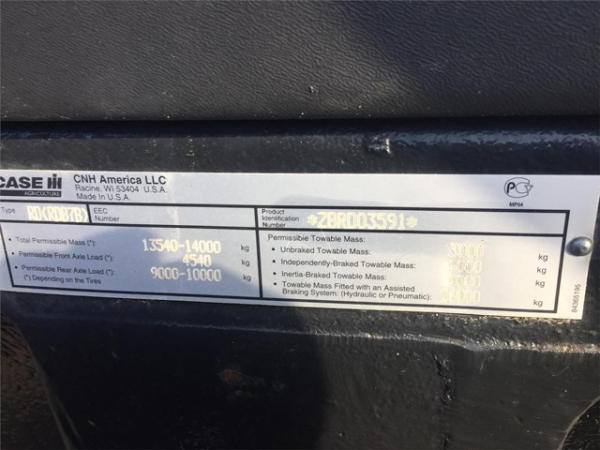 CASE IH
AGRICULTURE
CNH America LLC
Racine, WI 53404 U.S.A.
Made In U.S.A.
PC
MP04
Type
EEC Number
Product Identification Number *ZBRD03591*
• Total Permissible Mass (*): 13540-14000 kg
• Permissible Front Axle Load (*): 4540 kg
• Permissible Rear Axle Load (*): 9000-10000 kg
(*) Depending on the Tires
Permissible Towable Mass:
• Unbraked Towable Mass: kg
• Independently-Braked Towable Mass: kg
• Inertia-Braked Towable Mass: kg
• Towable Mass Fitted with an Assisted
Braking System: (Hydraulic or Pneumatic): kg
84365195